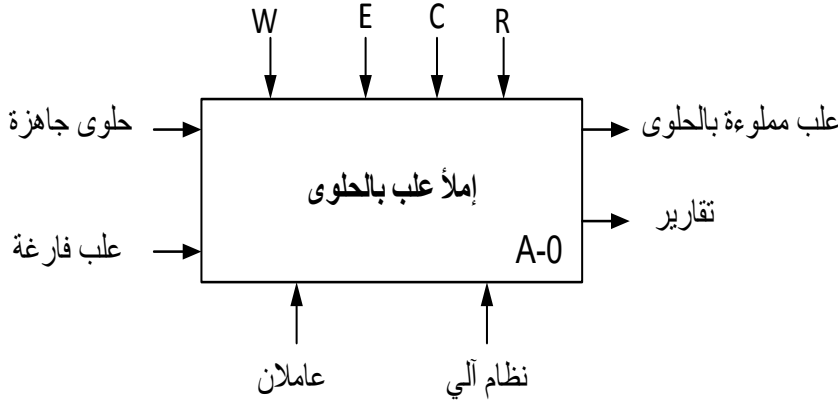 W E C R
حلوى جاهزة
علب مملوءة بالحلوى
إملأ علب بالحلوى
تقارير
علب فارغة
A-0
عاملان
نظام آلي